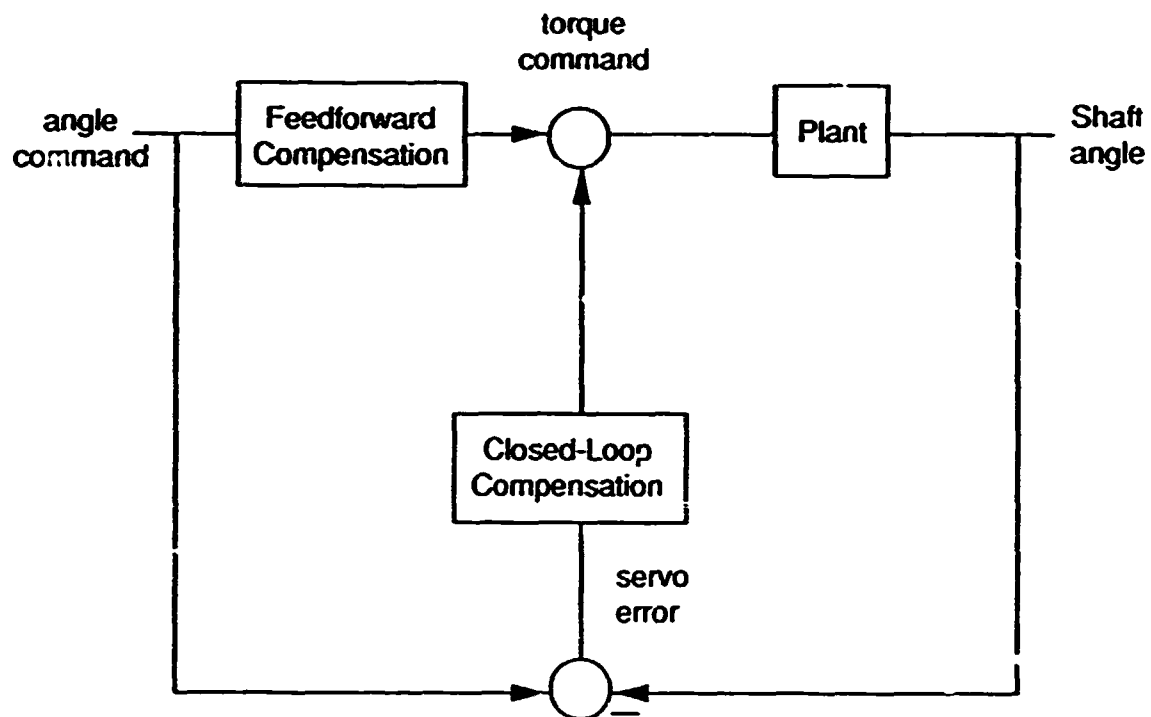 torque
command
angle
command
Feedforward
Compensation
Plant
Shaft
angle
Closed-Loop
Compensation
servo
error